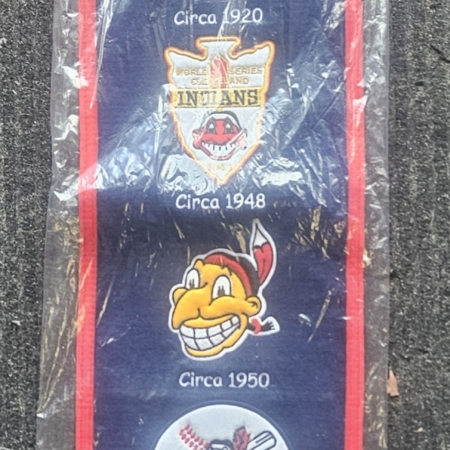 Circa 1920
WORLD SERIES
CLEVELAND
INDIANS
Circa 1948
Circa 1950